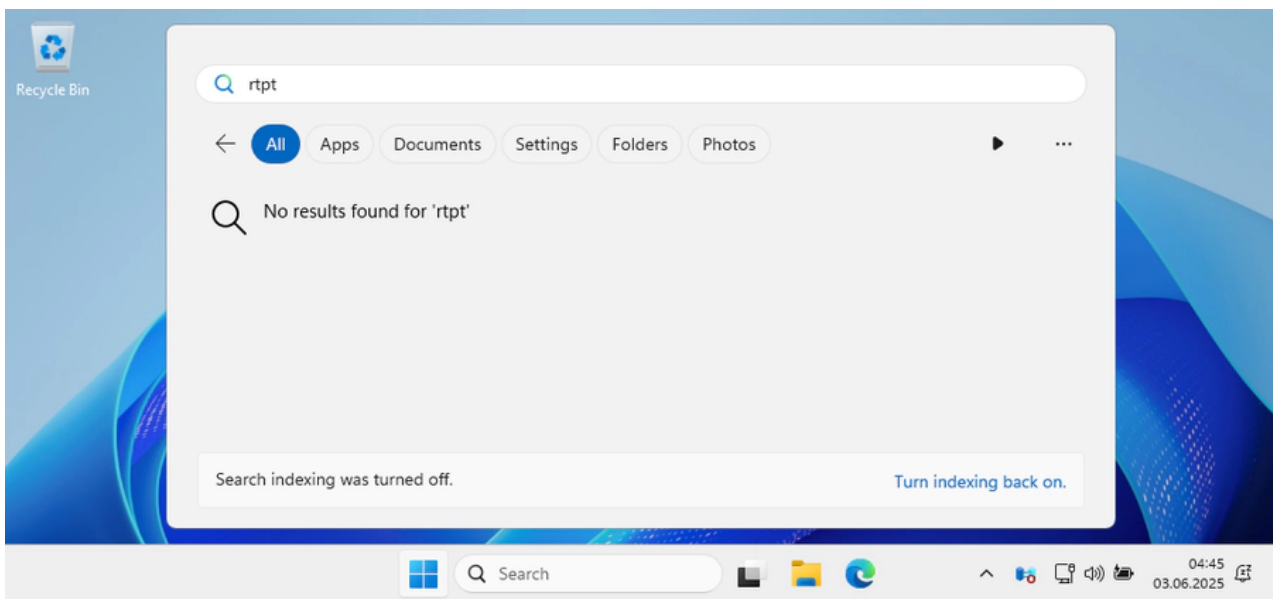 Recycle Bin
rtpt
All Apps Documents Settings Folders Photos
No results found for 'rtpt'
Search indexing was turned off. Turn indexing back on.
Search
04:45
03.06.2025